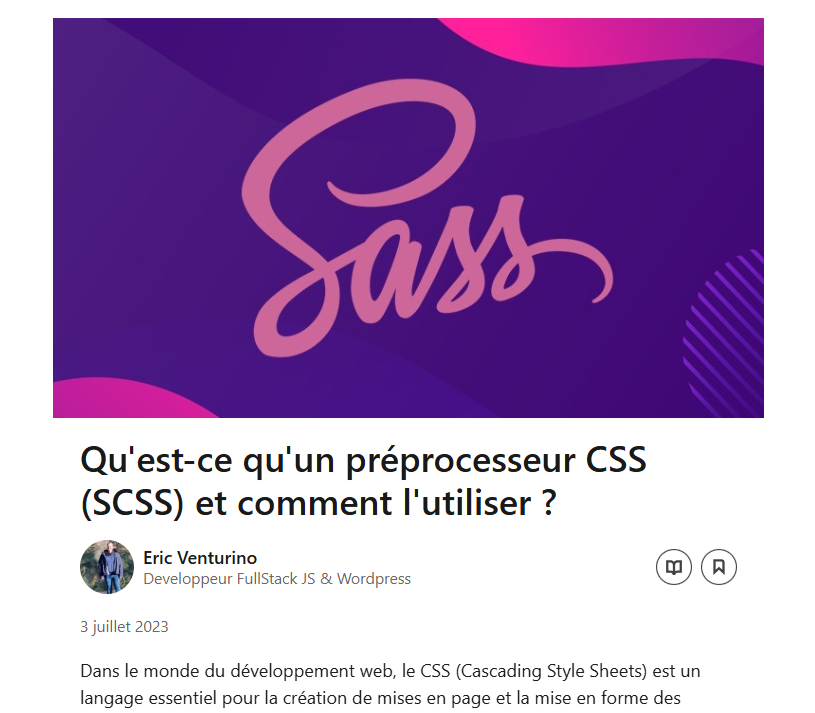 Sass
Qu'est-ce qu'un préprocesseur CSS
(SCSS) et comment l'utiliser ?
Eric Venturino
Developpeur FullStack JS & Wordpress
3 juillet 2023
Dans le monde du développement web, le CSS (Cascading Style Sheets) est un
langage essentiel pour la création de mises en page et la mise en forme des